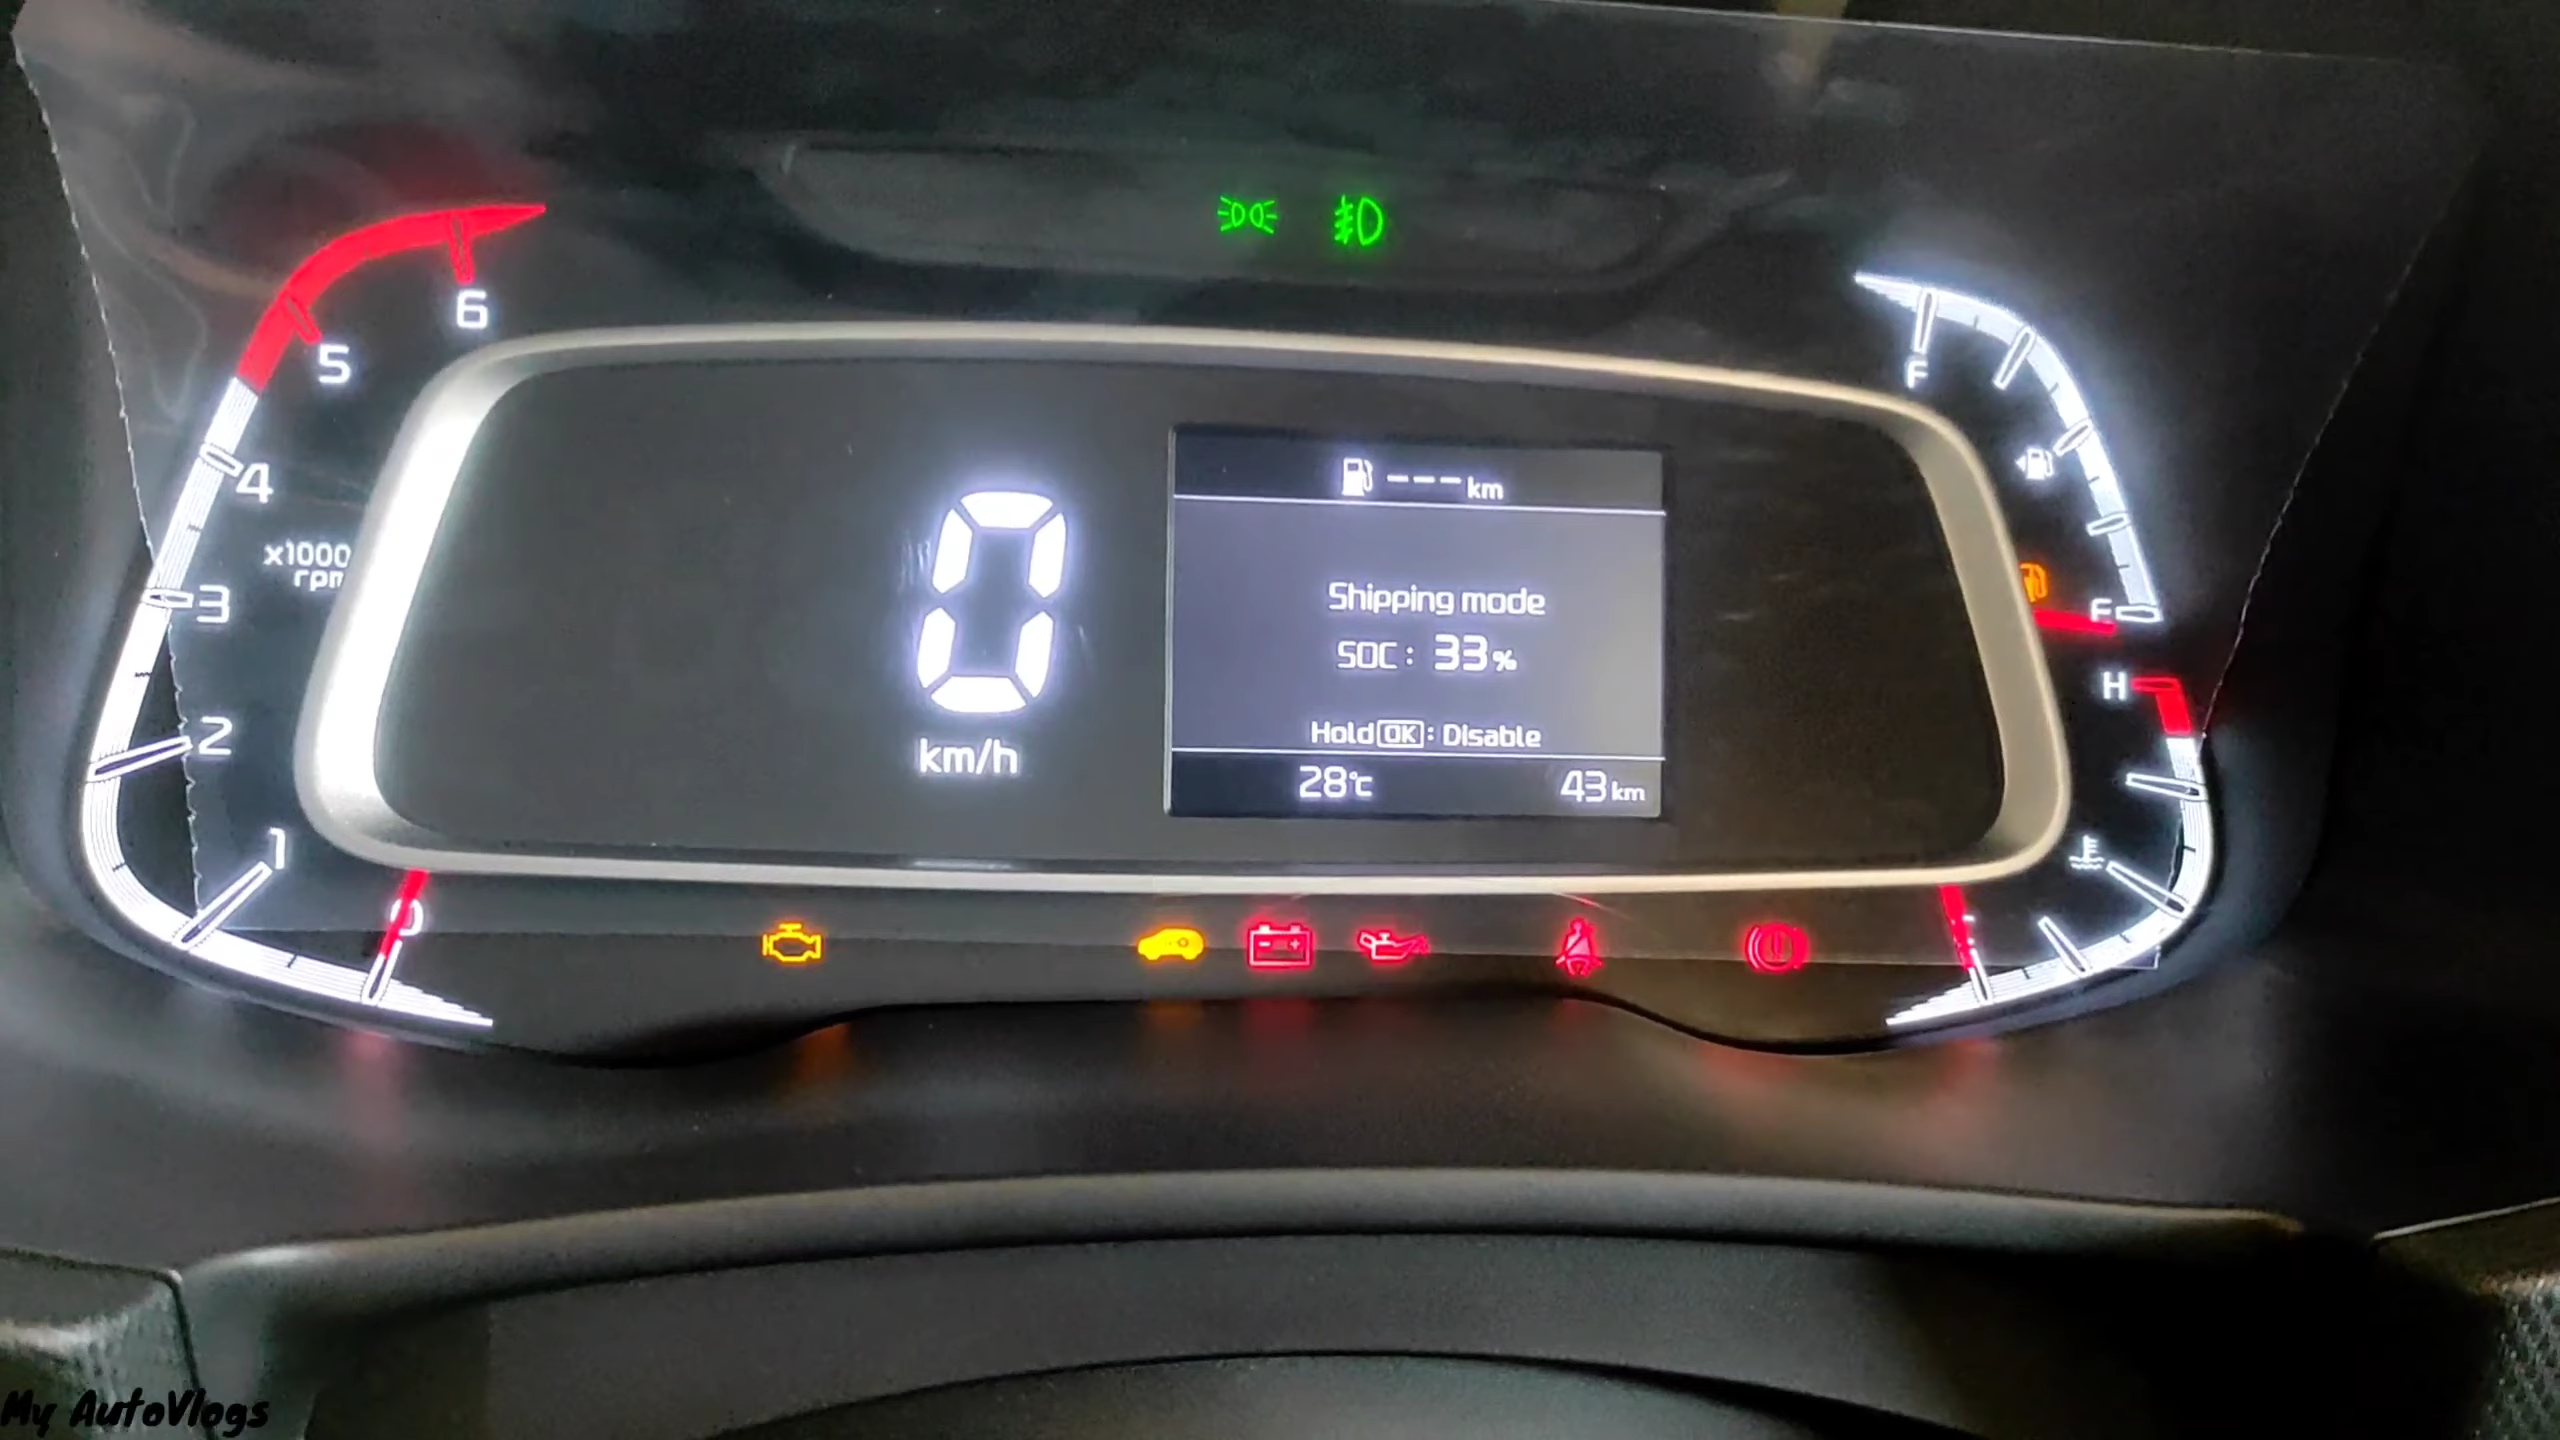 6
5
4
x1000
rpm
3
2
1
0
0
km/h
--- km
Shipping mode
SOC : 33 %
Hold OK : Disable
28°C
43 km
F
E
H
My AutoVlogs